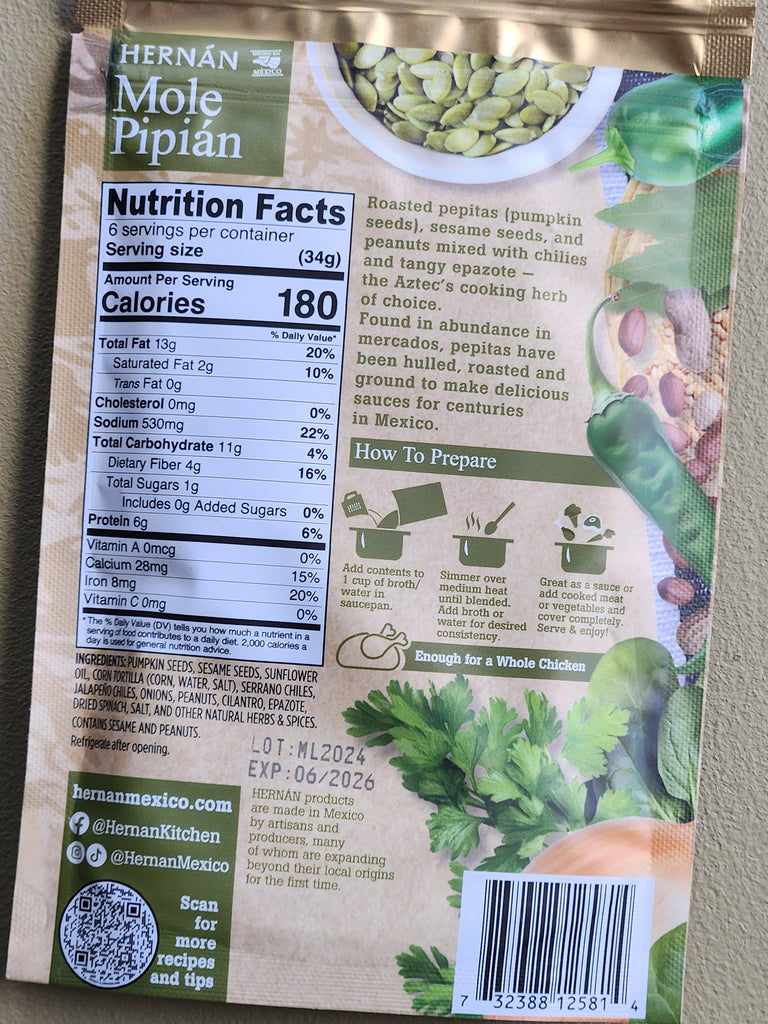 HERNÁN
MÉXICO
Mole
Pipián
Nutrition Facts
6 servings per container
Serving size (34g)
Amount Per Serving
Calories 180
% Daily Value*
Total Fat 13g 20%
Saturated Fat 2g 10%
Trans Fat 0g
Cholesterol 0mg 0%
Sodium 530mg 22%
Total Carbohydrate 11g 4%
Dietary Fiber 4g 16%
Total Sugars 1g
Includes 0g Added Sugars 0%
Protein 6g 6%
Vitamin A 0mcg 0%
Calcium 28mg 15%
Iron 8mg 20%
Vitamin C 0mg 0%
*The % Daily Value (DV) tells you how much a nutrient in a
serving of food contributes to a daily diet. 2,000 calories a
day is used for general nutrition advice.
INGREDIENTS: PUMPKIN SEEDS, SESAME SEEDS, SUNFLOWER
OIL, CORN TORTILLA (CORN, WATER, SALT), SERRANO CHILES,
JALAPEÑO CHILES, ONIONS, PEANUTS, CILANTRO, EPAZOTE,
DRIED SPINACH, SALT, AND OTHER NATURAL HERBS & SPICES.
CONTAINS SESAME AND PEANUTS.
Refrigerate after opening.
Roasted pepitas (pumpkin
seeds), sesame seeds, and
peanuts mixed with chilies
and tangy epazote —
the Aztec's cooking herb
of choice.
Found in abundance in
mercados, pepitas have
been hulled, roasted and
ground to make delicious
sauces for centuries
in Mexico.
How To Prepare
Add contents to
1 cup of broth/
water in
saucepan.
Simmer over
medium heat
until blended.
Add broth or
water for desired
consistency.
Great as a sauce or
add cooked meat
or vegetables and
cover completely.
Serve & enjoy!
Enough for a Whole Chicken
LOT:ML2024
EXP:06/2026
HERNÁN products
are made in Mexico
by artisans and
producers, many
of whom are expanding
beyond their local origins
for the first time.
hernanmexico.com
@HernanKitchen
@HernanMexico
Scan
for
more
recipes
and tips
7 32388 12581 4